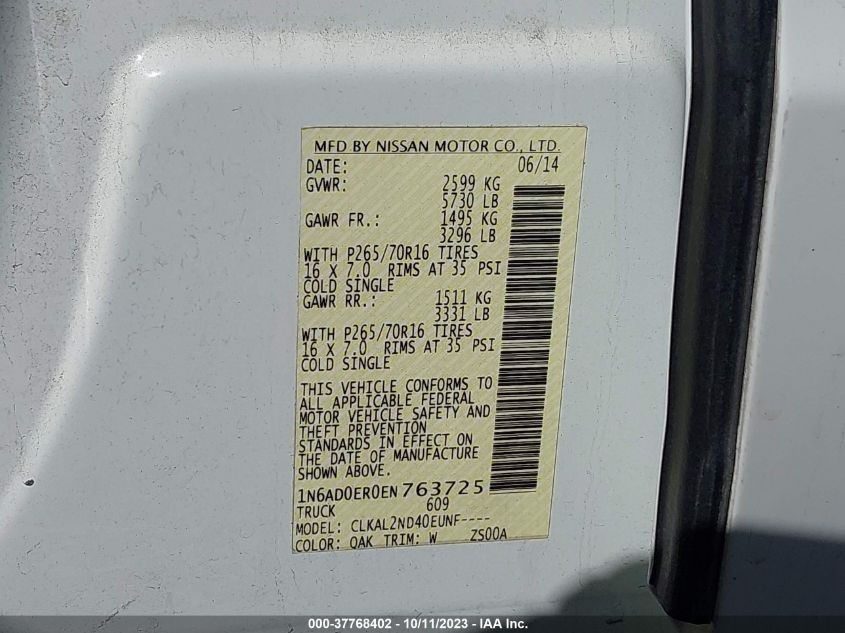 MFD BY NISSAN MOTOR CO., LTD.
DATE: 06/14
GVWR: 2599 KG
5730 LB
GAWR FR.: 1495 KG
3296 LB
WITH P265/70R16 TIRES
16 X 7.0 RIMS AT 35 PSI
COLD SINGLE
GAWR RR.: 1511 KG
3331 LB
WITH P265/70R16 TIRES
16 X 7.0 RIMS AT 35 PSI
COLD SINGLE
THIS VEHICLE CONFORMS TO
ALL APPLICABLE FEDERAL
MOTOR VEHICLE SAFETY AND
THEFT PREVENTION
STANDARDS IN EFFECT ON
THE DATE OF MANUFACTURE
SHOWN ABOVE.
1N6AD0ER0EN763725
TRUCK 609
MODEL: CLKAL2ND40EUNF----
COLOR: QAK TRIM: W ZS00A
000-37768402 - 10/11/2023 - IAA Inc.